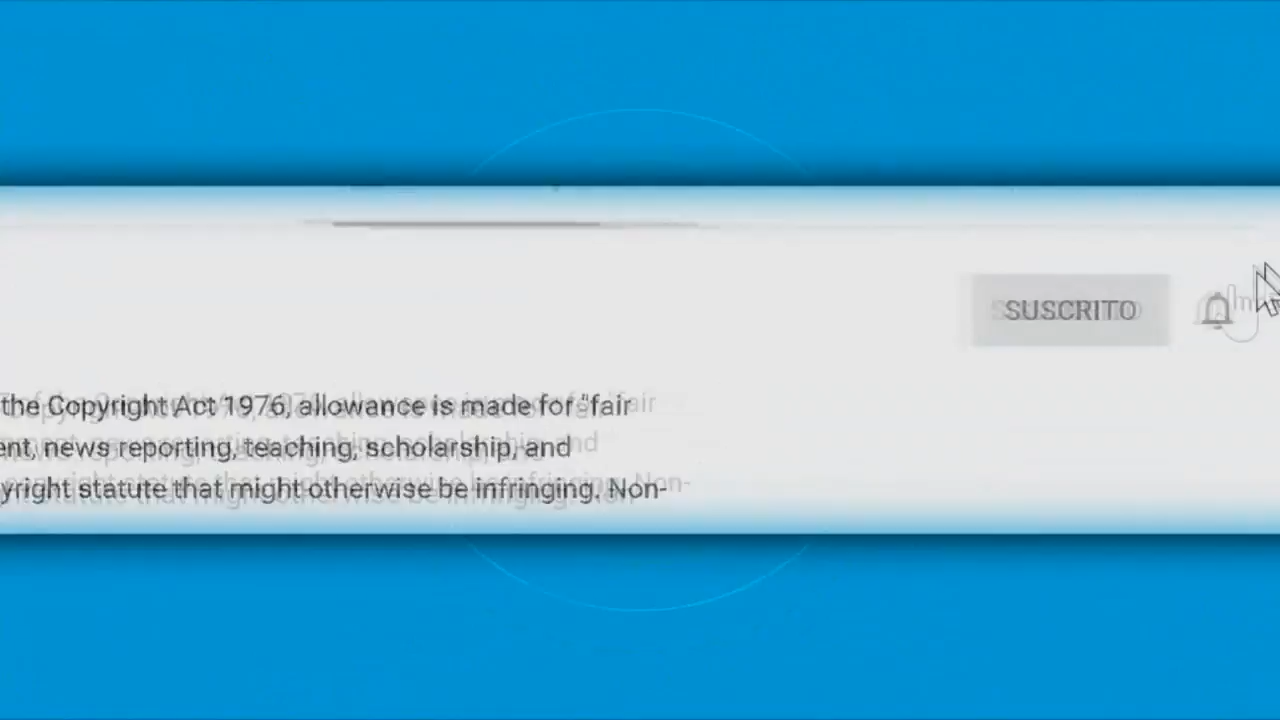 SUSCRITO
the Copyright Act 1976, allowance is made for “fair
ent, news reporting, teaching, scholarship, and
yright statute that might otherwise be infringing. Non-